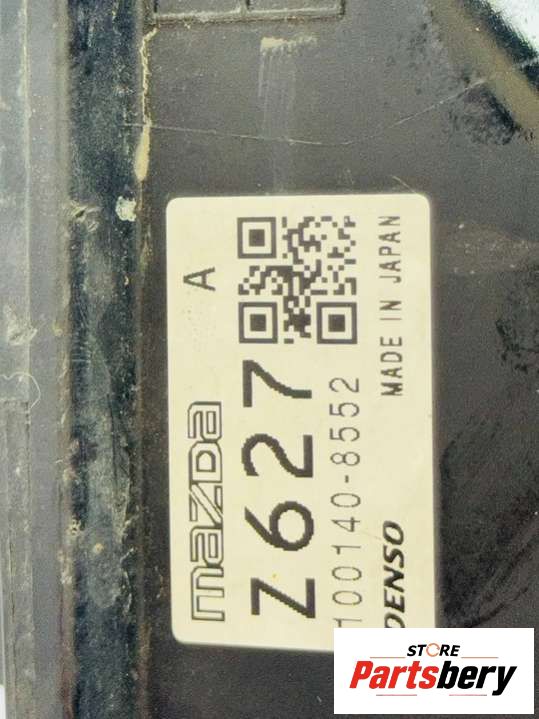 mazda A
Z627
100140-8552
DENSO MADE IN JAPAN
STORE
Partsbery